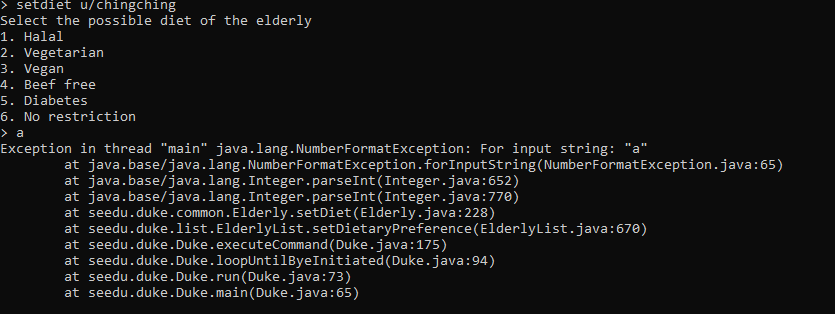 > setdiet u/chingching
Select the possible diet of the elderly
1. Halal
2. Vegetarian
3. Vegan
4. Beef free
5. Diabetes
6. No restriction
> a
Exception in thread "main" java.lang.NumberFormatException: For input string: "a"
        at java.base/java.lang.NumberFormatException.forInputString(NumberFormatException.java:65)
        at java.base/java.lang.Integer.parseInt(Integer.java:652)
        at java.base/java.lang.Integer.parseInt(Integer.java:770)
        at seedu.duke.common.Elderly.setDiet(Elderly.java:228)
        at seedu.duke.list.ElderlyList.setDietaryPreference(ElderlyList.java:670)
        at seedu.duke.Duke.executeCommand(Duke.java:175)
        at seedu.duke.Duke.loopUntilByeInitiated(Duke.java:94)
        at seedu.duke.Duke.run(Duke.java:73)
        at seedu.duke.Duke.main(Duke.java:65)